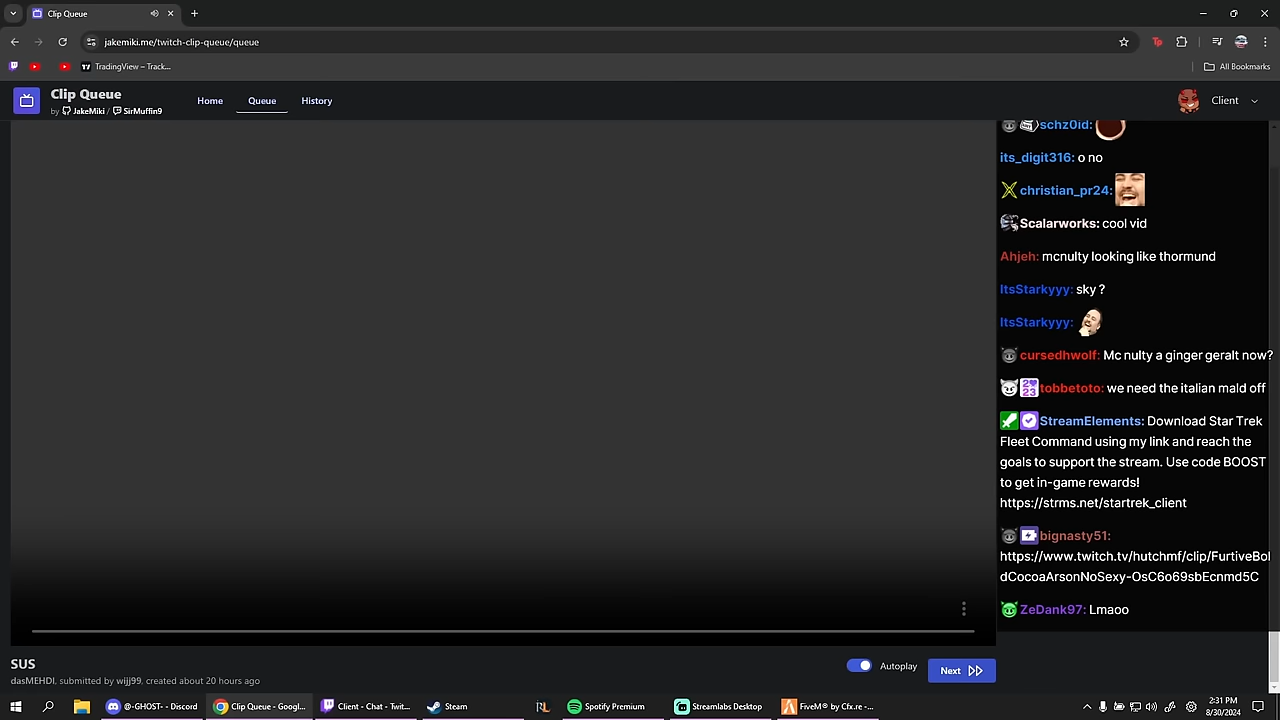 Clip Queue
jakemiki.me/twitch-clip-queue/queue
TradingView – Track...
All Bookmarks
Clip Queue
by JakeMiki / SirMuffin9
Home
Queue
History
Client
schz0id:
its_digit316: o no
christian_pr24:
Scalarworks: cool vid
Ahjeh: mcnulty looking like thormund
ItsStarkyyy: sky ?
ItsStarkyyy:
cursedhwolf: Mc nulty a ginger geralt now?
tobbetoto: we need the italian mald off
StreamElements: Download Star Trek
Fleet Command using my link and reach the
goals to support the stream. Use code BOOST
to get in-game rewards!
https://strms.net/startrek_client
bignasty51:
https://www.twitch.tv/hutchmf/clip/FurtiveBol
dCocoaArsonNoSexy-OsC6o69sbEcnmd5C
ZeDank97: Lmaoo
SUS
dasMEHDI, submitted by wijj99, created about 20 hours ago
Autoplay
Next
@-GHOST- - Discord
Clip Queue - Googl...
Client - Chat - Twit...
Steam
Spotify Premium
Streamlabs Desktop
FiveM® by Cfx.re -...
2:31 PM
8/30/2024